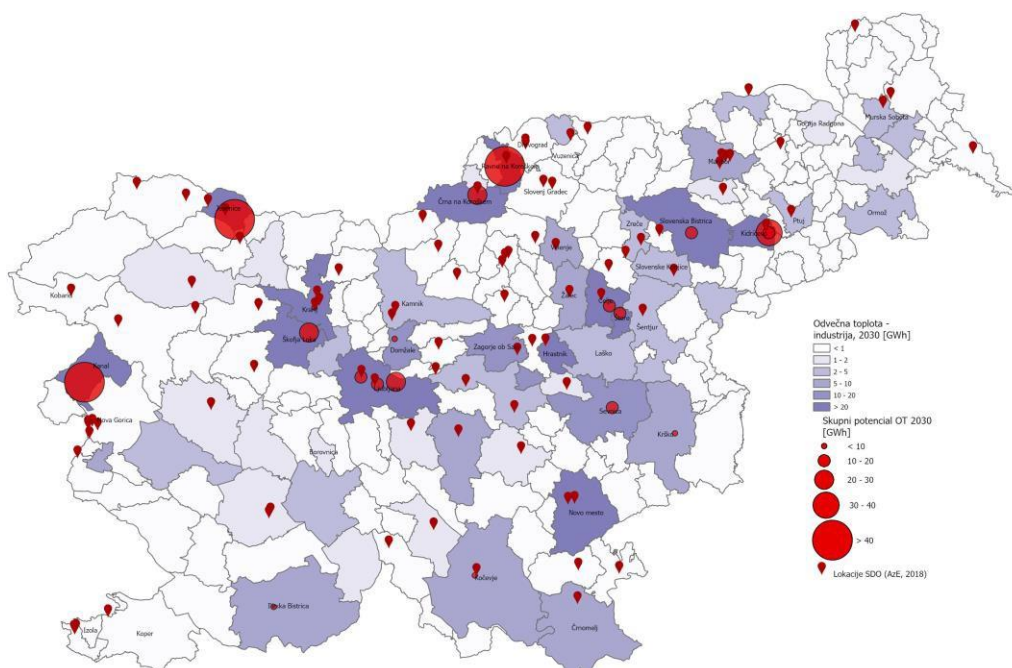 Murska Sobota
Gornja Radgona
Dravograd
Vuzenica
Ravne na Koroškem
Maribor
Slovenj Gradec
Črna na Koroškem
Jesenice
Ptuj
Ormož
Zreče
Slovenska Bistrica
Kidričevo
Velenje
Slovenske Konjice
Kobarid
Kamnik
Žalec
Celje
Štore
Šentjur
Kranj
Škofja Loka
Domžale
Zagorje ob Savi
Hrastnik
Laško
Kanal
Ljubljana
Sevnica
Nova Gorica
Krško
Borovnica
Novo mesto
Kočevje
Ilirska Bistrica
Črnomelj
Izola
Koper
Odvečna toplota -
industrija, 2030 [GWh]
< 1
1 - 2
2 - 5
5 - 10
10 - 20
> 20
Skupni potencial OT 2030
[GWh]
< 10
10 - 20
20 - 30
30 - 40
> 40
Lokacije SDO (AzE, 2018)